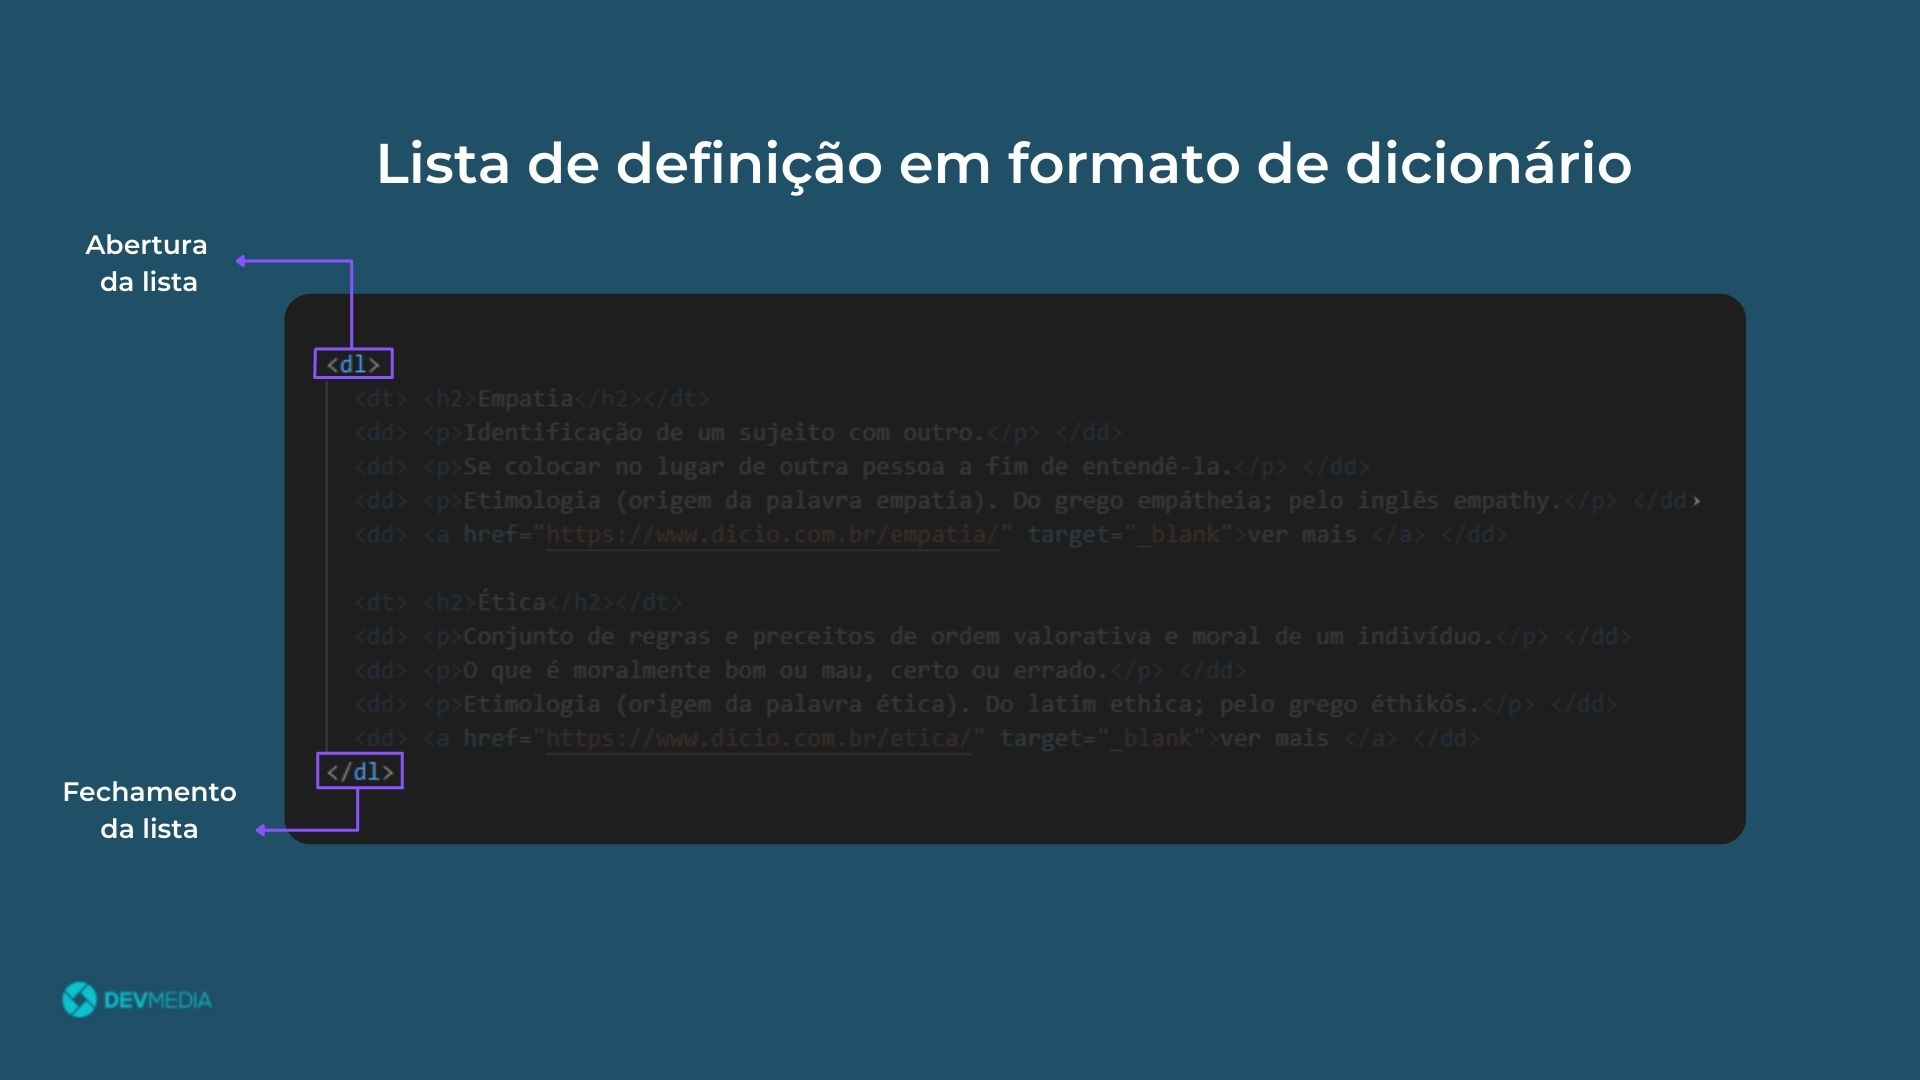 Lista de definição em formato de dicionário
Abertura
da lista
<dl>
<dt> <h2>Empatia</h2></dt>
<dd> <p>Identificação de um sujeito com outro.</p> </dd>
<dd> <p>Se colocar no lugar de outra pessoa a fim de entendê-la.</p> </dd>
<dd> <p>Etimologia (origem da palavra empatia). Do grego empátheia; pelo inglês empathy.</p> </dd>
<dd> <a href="https://www.dicio.com.br/empatia/" target="_blank">ver mais </a> </dd>
<dt> <h2>Ética</h2></dt>
<dd> <p>Conjunto de regras e preceitos de ordem valorativa e moral de um indivíduo.</p> </dd>
<dd> <p>O que é moralmente bom ou mau, certo ou errado.</p> </dd>
<dd> <p>Etimologia (origem da palavra ética). Do latim ethica; pelo grego éthikós.</p> </dd>
<dd> <a href="https://www.dicio.com.br/etica/" target="_blank">ver mais </a> </dd>
</dl>
Fechamento
da lista
DEVMEDIA